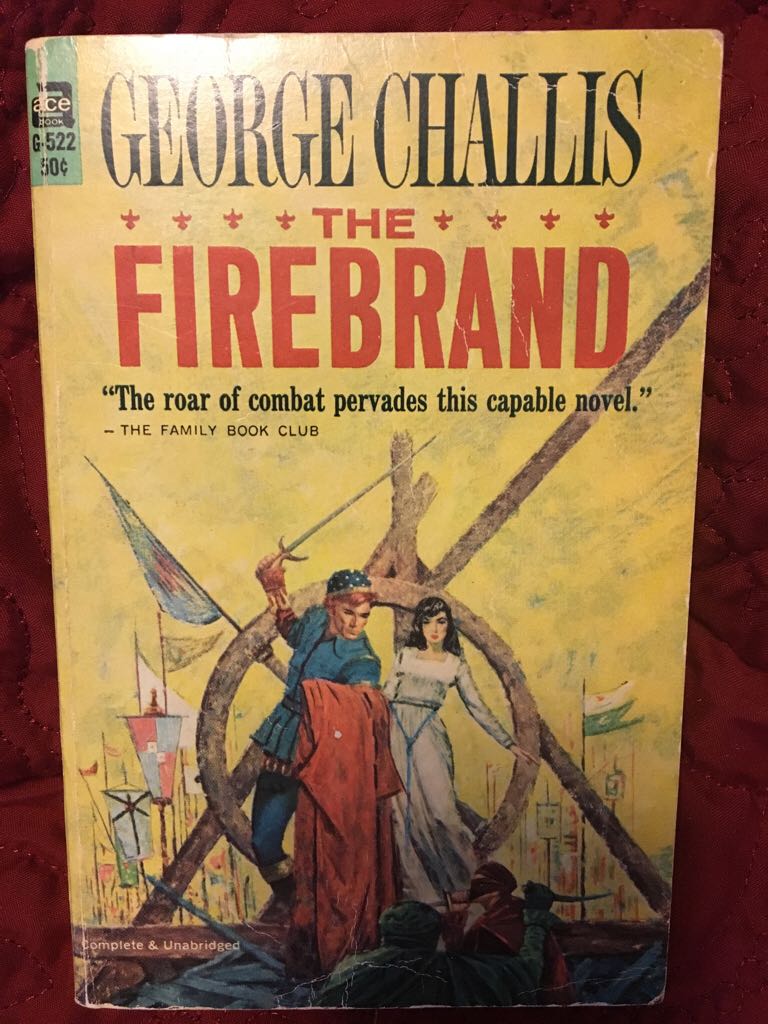 ace
BOOK
G-522
50¢
GEORGE CHALLIS
THE
FIREBRAND
“The roar of combat pervades this capable novel.”
– THE FAMILY BOOK CLUB
Complete & Unabridged